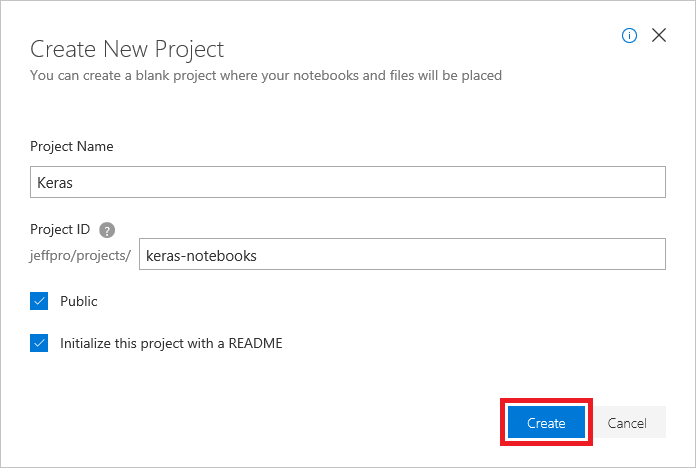 Create New Project
You can create a blank project where your notebooks and files will be placed
Project Name
Keras
Project ID ?
jeffpro/projects/ keras-notebooks
Public
Initialize this project with a README
Create Cancel